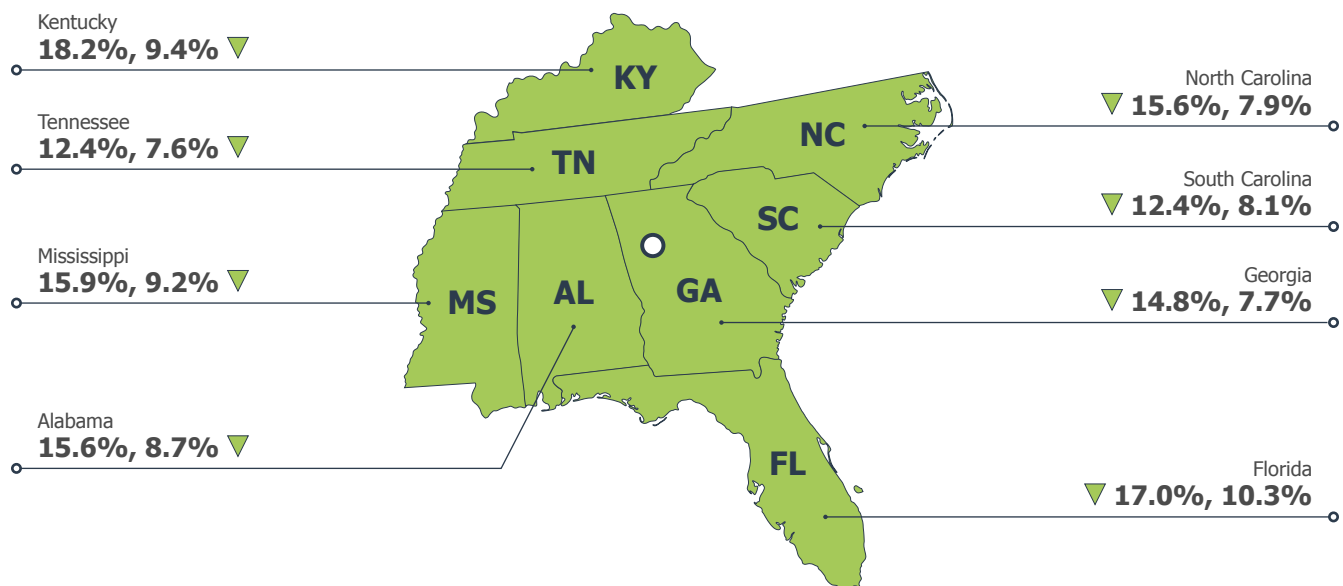 Kentucky
18.2%, 9.4% ▼
Tennessee
12.4%, 7.6% ▼
Mississippi
15.9%, 9.2% ▼
Alabama
15.6%, 8.7% ▼
KY
TN
NC
SC
MS
AL
GA
FL
North Carolina
▼ 15.6%, 7.9%
South Carolina
▼ 12.4%, 8.1%
Georgia
▼ 14.8%, 7.7%
Florida
▼ 17.0%, 10.3%